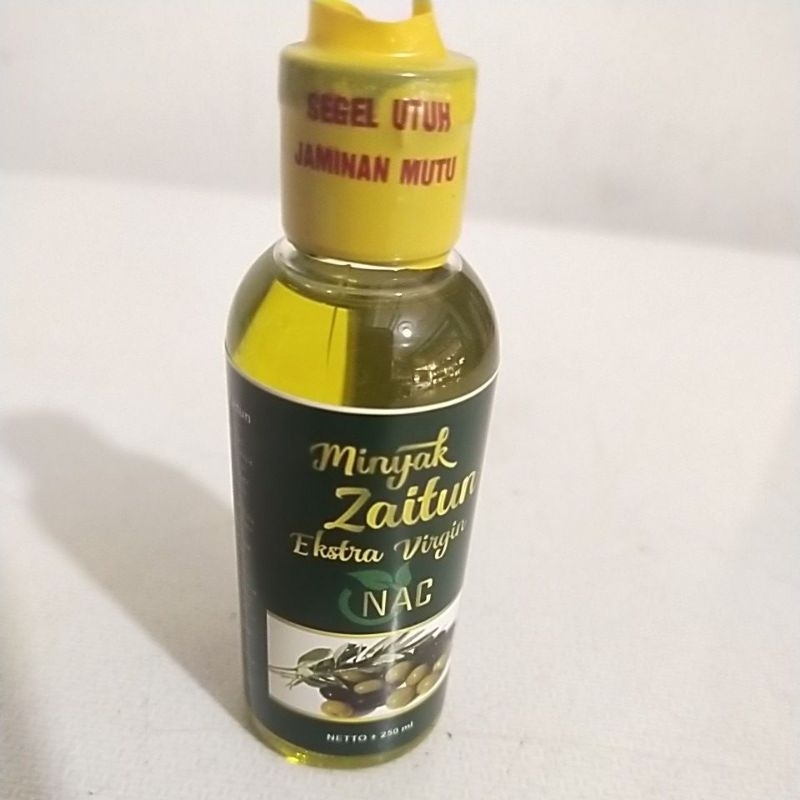 SEGEL UTUH
JAMINAN MUTU
Minyak
Zaitun
Ekstra Virgin
NAC
NETTO ± 250 ml